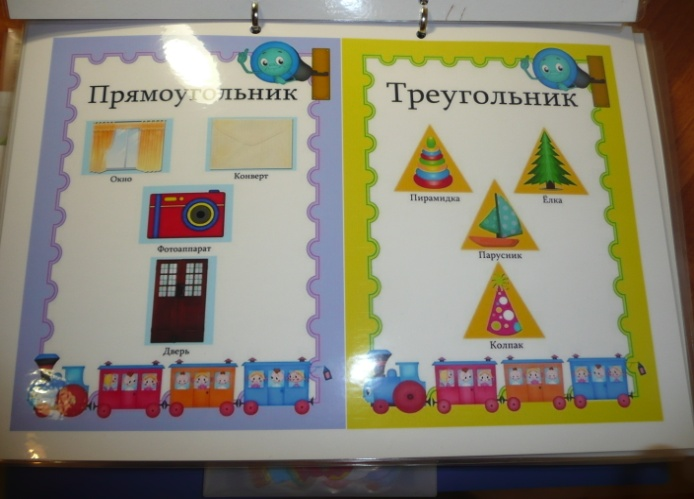 Прямоугольник
Окно
Конверт
Фотоаппарат
Дверь
Треугольник
Пирамидка
Ёлка
Парусник
Колпак